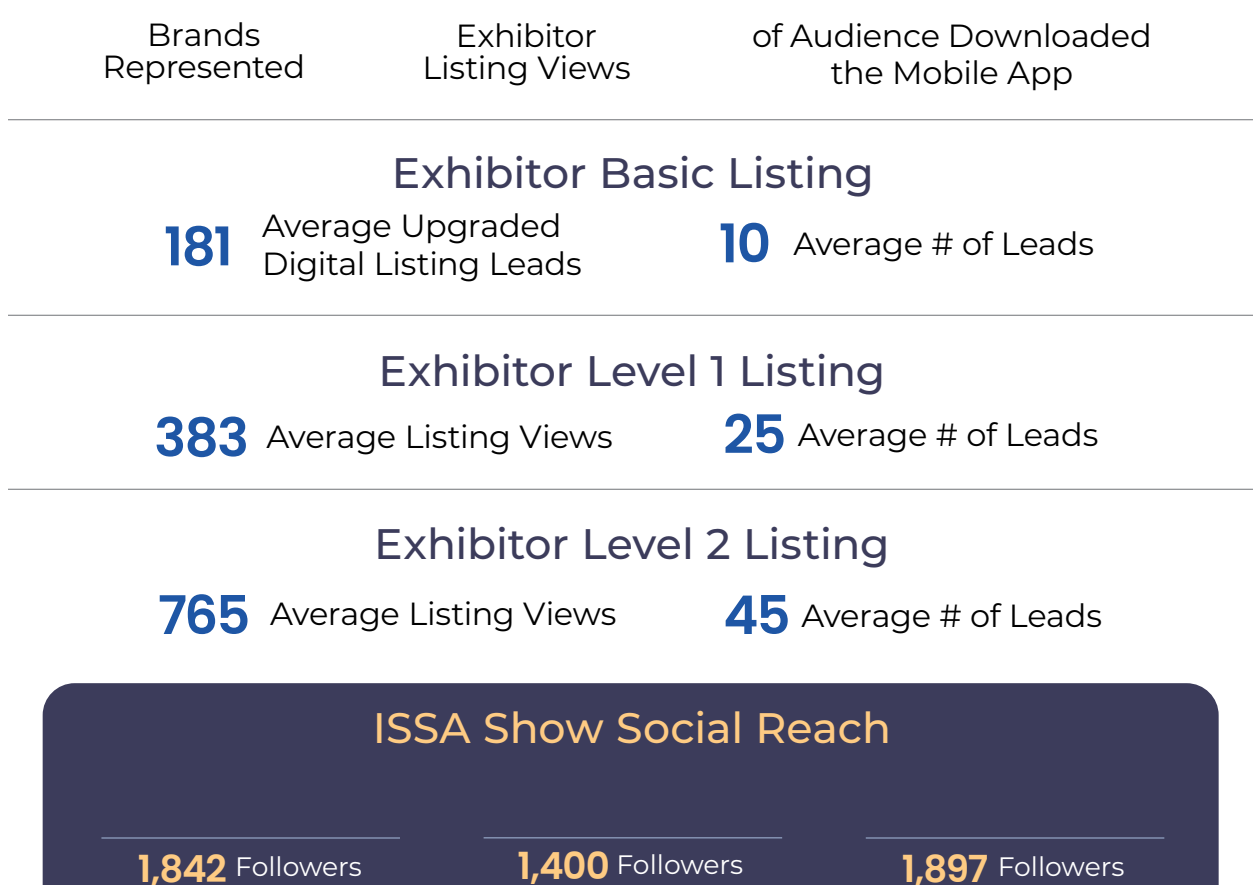 Brands
Represented
Exhibitor
Listing Views
of Audience Downloaded
the Mobile App
Exhibitor Basic Listing
181 Average Upgraded
Digital Listing Leads
10 Average # of Leads
Exhibitor Level 1 Listing
383 Average Listing Views
25 Average # of Leads
Exhibitor Level 2 Listing
765 Average Listing Views
45 Average # of Leads
ISSA Show Social Reach
1,842 Followers
1,400 Followers
1,897 Followers